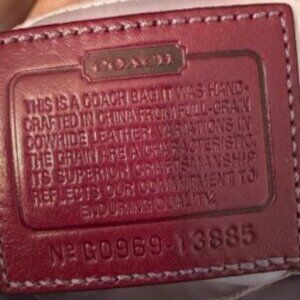 COACH
THIS IS A COACH BAG. IT WAS HAND-
CRAFTED IN CHINA FROM FULL-GRAIN
COWHIDE LEATHER. VARIATIONS IN
THE GRAIN ARE A CHARACTERISTIC.
ITS SUPERIOR CRAFTSMANSHIP
REFLECTS OUR COMMITMENT TO
ENDURING QUALITY.
Nº G0969-13885